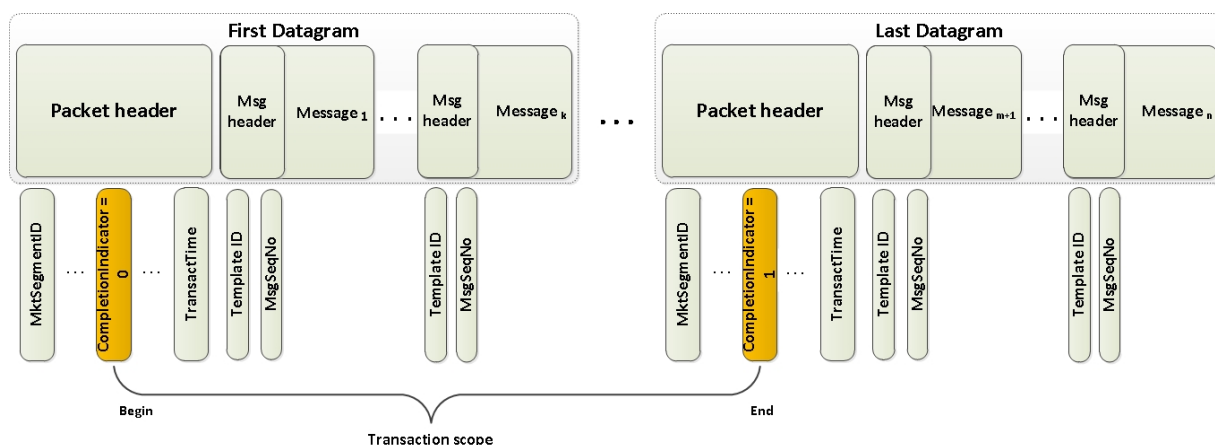 First Datagram
Last Datagram
Packet header
Msg header
Message 1
. . .
Msg header
Message k
. . .
Packet header
Msg header
Message m+1
. . .
Msg header
Message n
MktSegmentID
...
CompletionIndicator = 0
...
TransactTime
Template ID
MsgSeqNo
Template ID
MsgSeqNo
MktSegmentID
...
CompletionIndicator = 1
...
TransactTime
Template ID
MsgSeqNo
Template ID
MsgSeqNo
Begin
End
Transaction scope